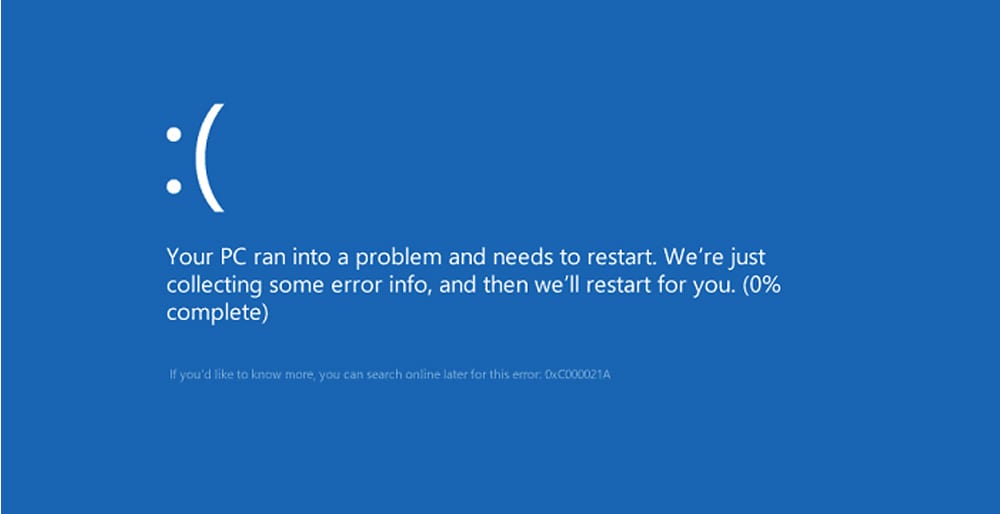 :(
Your PC ran into a problem and needs to restart. We’re just
collecting some error info, and then we’ll restart for you. (0%
complete)
If you'd like to know more, you can search online later for this error: 0xC000021A